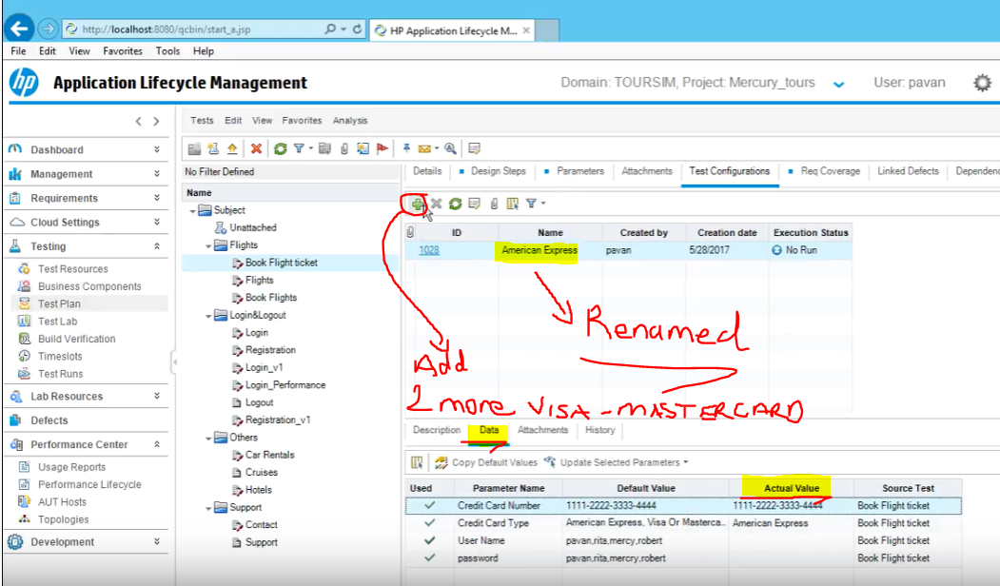 http://localhost:8080/qcbin/start_a.jsp
HP Application Lifecycle M...
File Edit View Favorites Tools Help
hp Application Lifecycle Management
Domain: TOURSIM, Project: Mercury_tours
User: pavan
Dashboard
Management
Requirements
Cloud Settings
Testing
Test Resources
Business Components
Test Plan
Test Lab
Build Verification
Timeslots
Test Runs
Lab Resources
Defects
Performance Center
Usage Reports
Performance Lifecycle
AUT Hosts
Topologies
Development
Tests Edit View Favorites Analysis
No Filter Defined
Name
Subject
Unattached
Flights
Book Flight ticket
Flights
Book Flights
Login&Logout
Login
Registration
Login_v1
Login_Performance
Logout
Registration_v1
Others
Car Rentals
Cruises
Hotels
Support
Contact
Support
Details Design Steps Parameters Attachments Test Configurations Req Coverage Linked Defects Dependenc
ID Name Created by Creation date Execution Status
1028 American Express pavan 5/28/2017 No Run
Renamed
Add
2 more VISA - MASTERCARD
Description Data Attachments History
Copy Default Values Update Selected Parameters
Used Parameter Name Default Value Actual Value Source Test
Credit Card Number 1111-2222-3333-4444 1111-2222-3333-4444 Book Flight ticket
Credit Card Type American Express, Visa Or Masterca... American Express Book Flight ticket
User Name pavan,rita,mercy,robert Book Flight ticket
password pavan,rita,mercry,robert Book Flight ticket